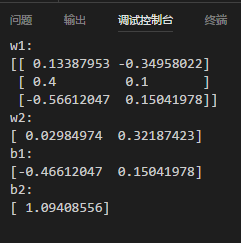 问题 输出 调试控制台 终端
w1:
[[ 0.13387953 -0.34958022]
 [ 0.4         0.1       ]
 [-0.56612047  0.15041978]]
w2:
[ 0.02984974  0.32187423]
b1:
[-0.46612047  0.15041978]
b2:
[ 1.09408556]